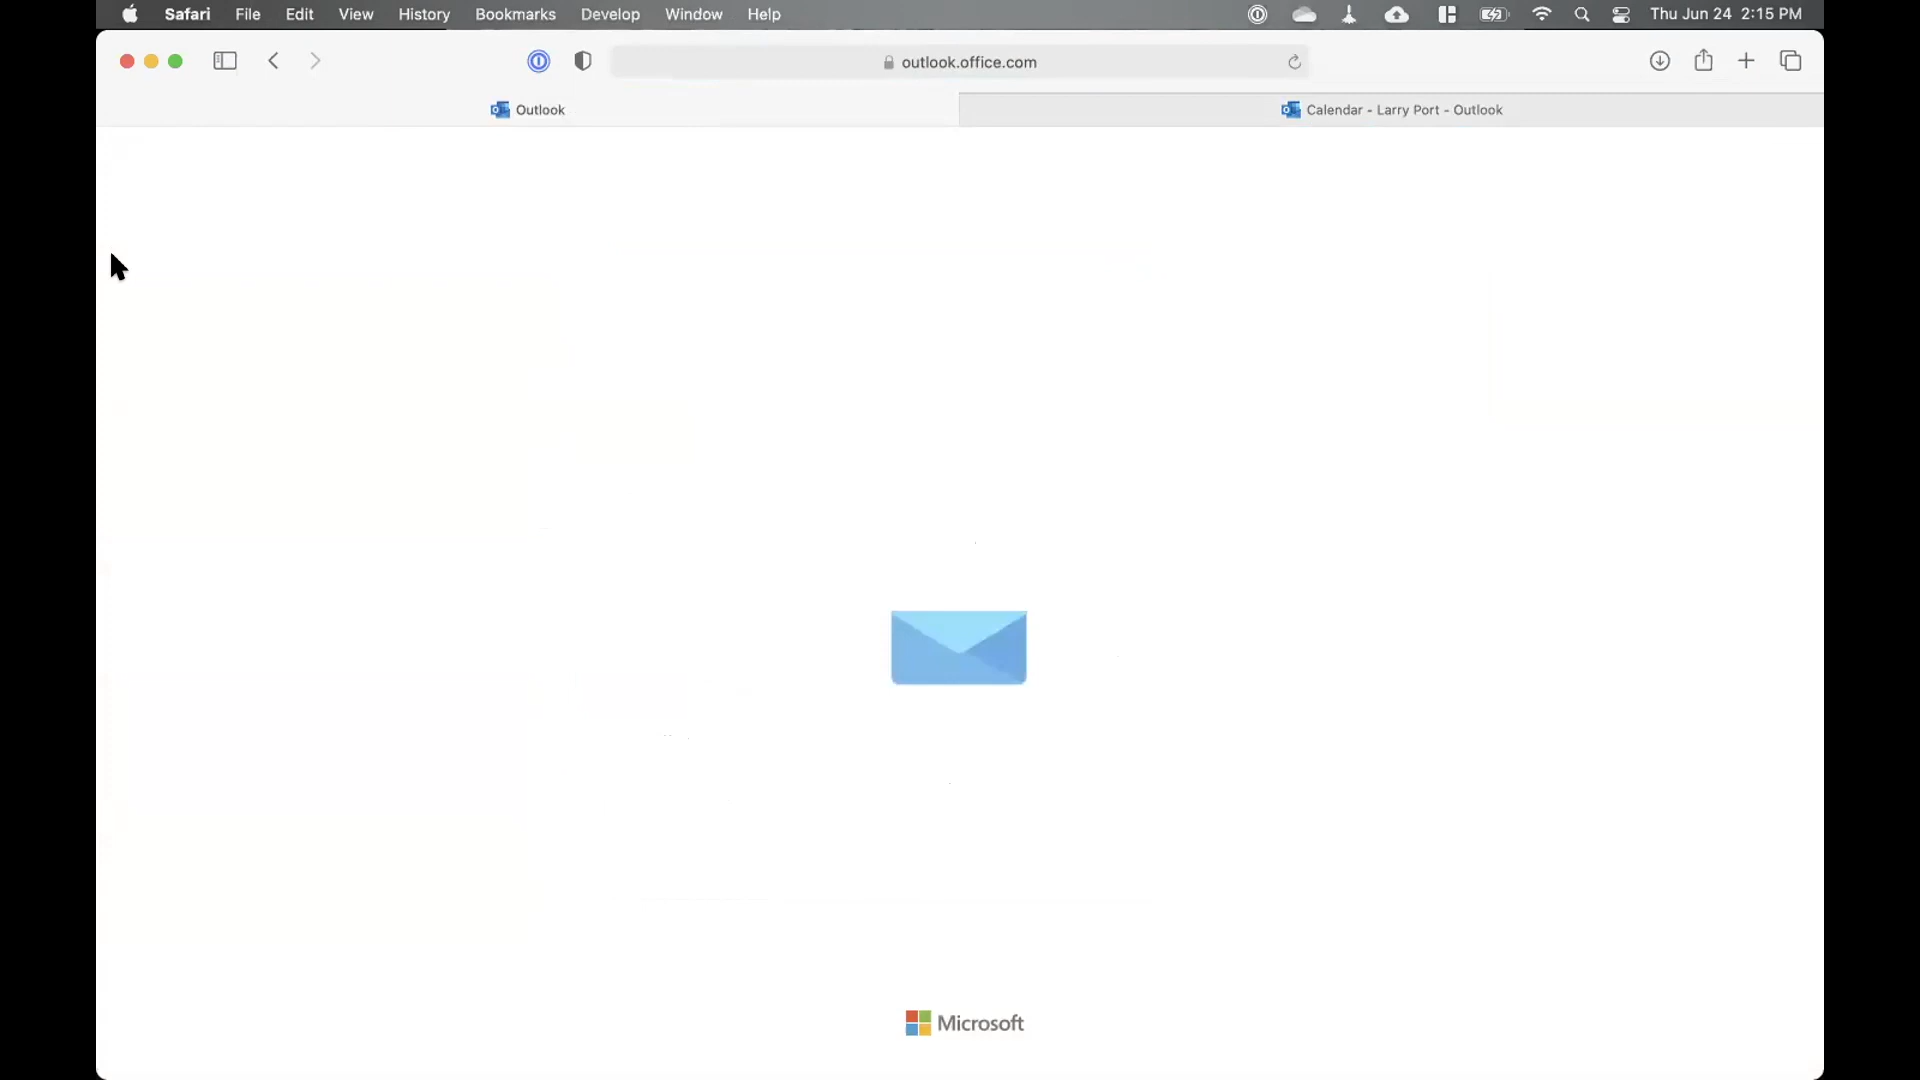 Safari File Edit View History Bookmarks Develop Window Help Thu Jun 24 2:15 PM
outlook.office.com
Outlook
Calendar - Larry Port - Outlook
Microsoft